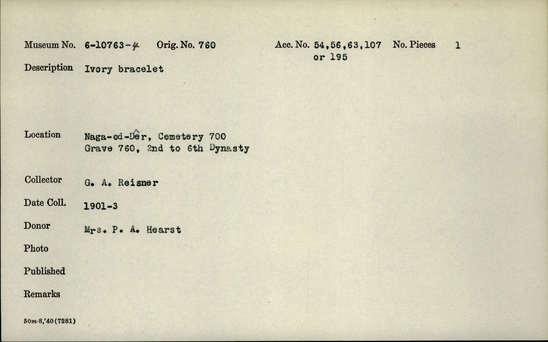 Museum No. 6-10763-4 Orig. No. 760 Acc. No. 54,56,63,107 No. Pieces 1
or 195
Description Ivory bracelet
Location Naga-ed-Dêr, Cemetery 700
Grave 760, 2nd to 6th Dynasty
Collector G. A. Reisner
Date Coll. 1901-3
Donor Mrs. P. A. Hearst
Photo
Published
Remarks
50m-8,'40(7281)